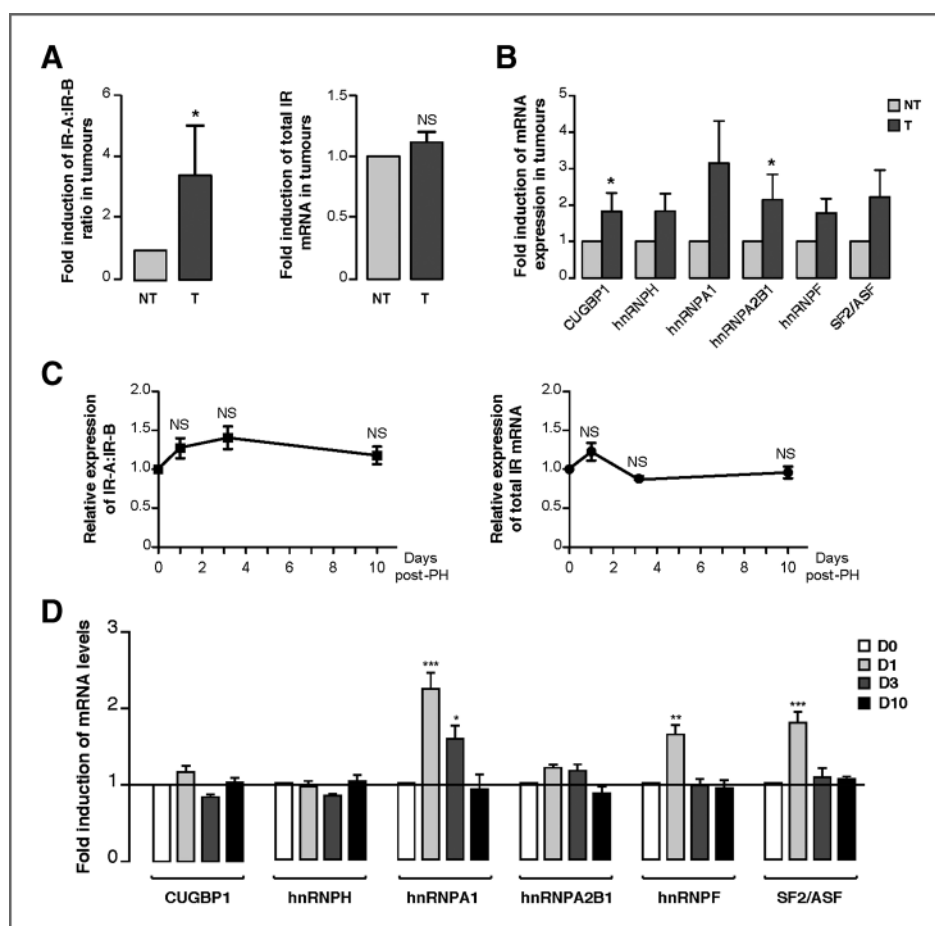 A
Fold induction of IR-A:IR-B
ratio in tumours
6
4
2
0
*
NT
T
Fold induction of total IR
mRNA in tumours
1.5
1.0
0.5
0
NS
NT
T
B
Fold induction of mRNA
expression in tumours
5
4
3
2
1
0
*
*
NT
T
CUGBP1
hnRNPH
hnRNPA1
hnRNPA2B1
hnRNPF
SF2/ASF
C
Relative expression
of IR-A:IR-B
2.0
1.5
1.0
0.5
0
NS
NS
NS
0 2 4 6 8 10
Days
post-PH
Relative expression
of total IR mRNA
2.0
1.5
1.0
0.5
0
NS
NS
NS
0 2 4 6 8 10
Days
post-PH
D
Fold induction of mRNA levels
3
2
1
0
***
*
**
***
D0
D1
D3
D10
CUGBP1
hnRNPH
hnRNPA1
hnRNPA2B1
hnRNPF
SF2/ASF